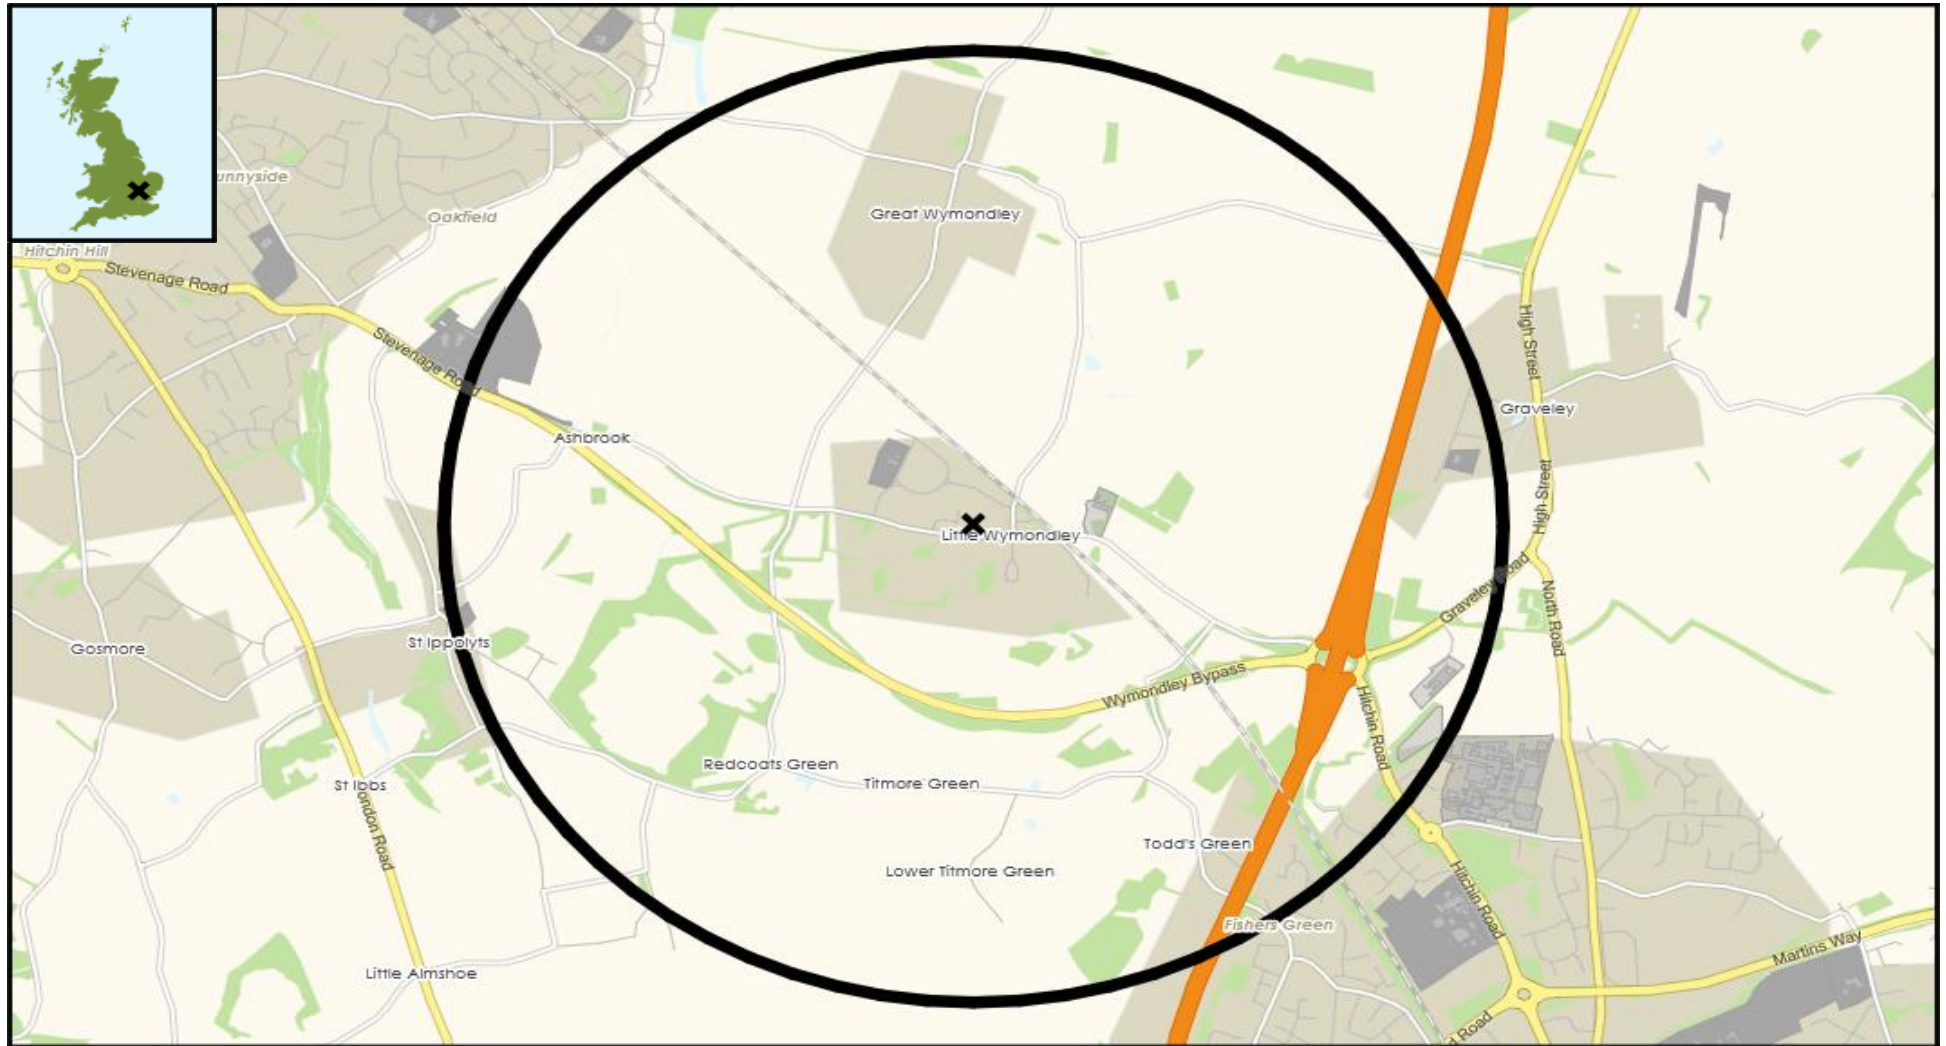 unnyside
Oakfield
Great Wymondley
Hitchin Hill
Stevenage Road
High Street
Stevenage Road
Graveley
Ashbrook
High Street
Little Wymondley
Graveley Road
North Road
St Ippolyts
Gosmore
Wymondley Bypass
Hitchin Road
Redcoats Green
Titmore Green
St Ibbs
London Road
Todd's Green
Lower Titmore Green
Hitchin Road
Fishers Green
Martins Way
Little Almshoe
Road